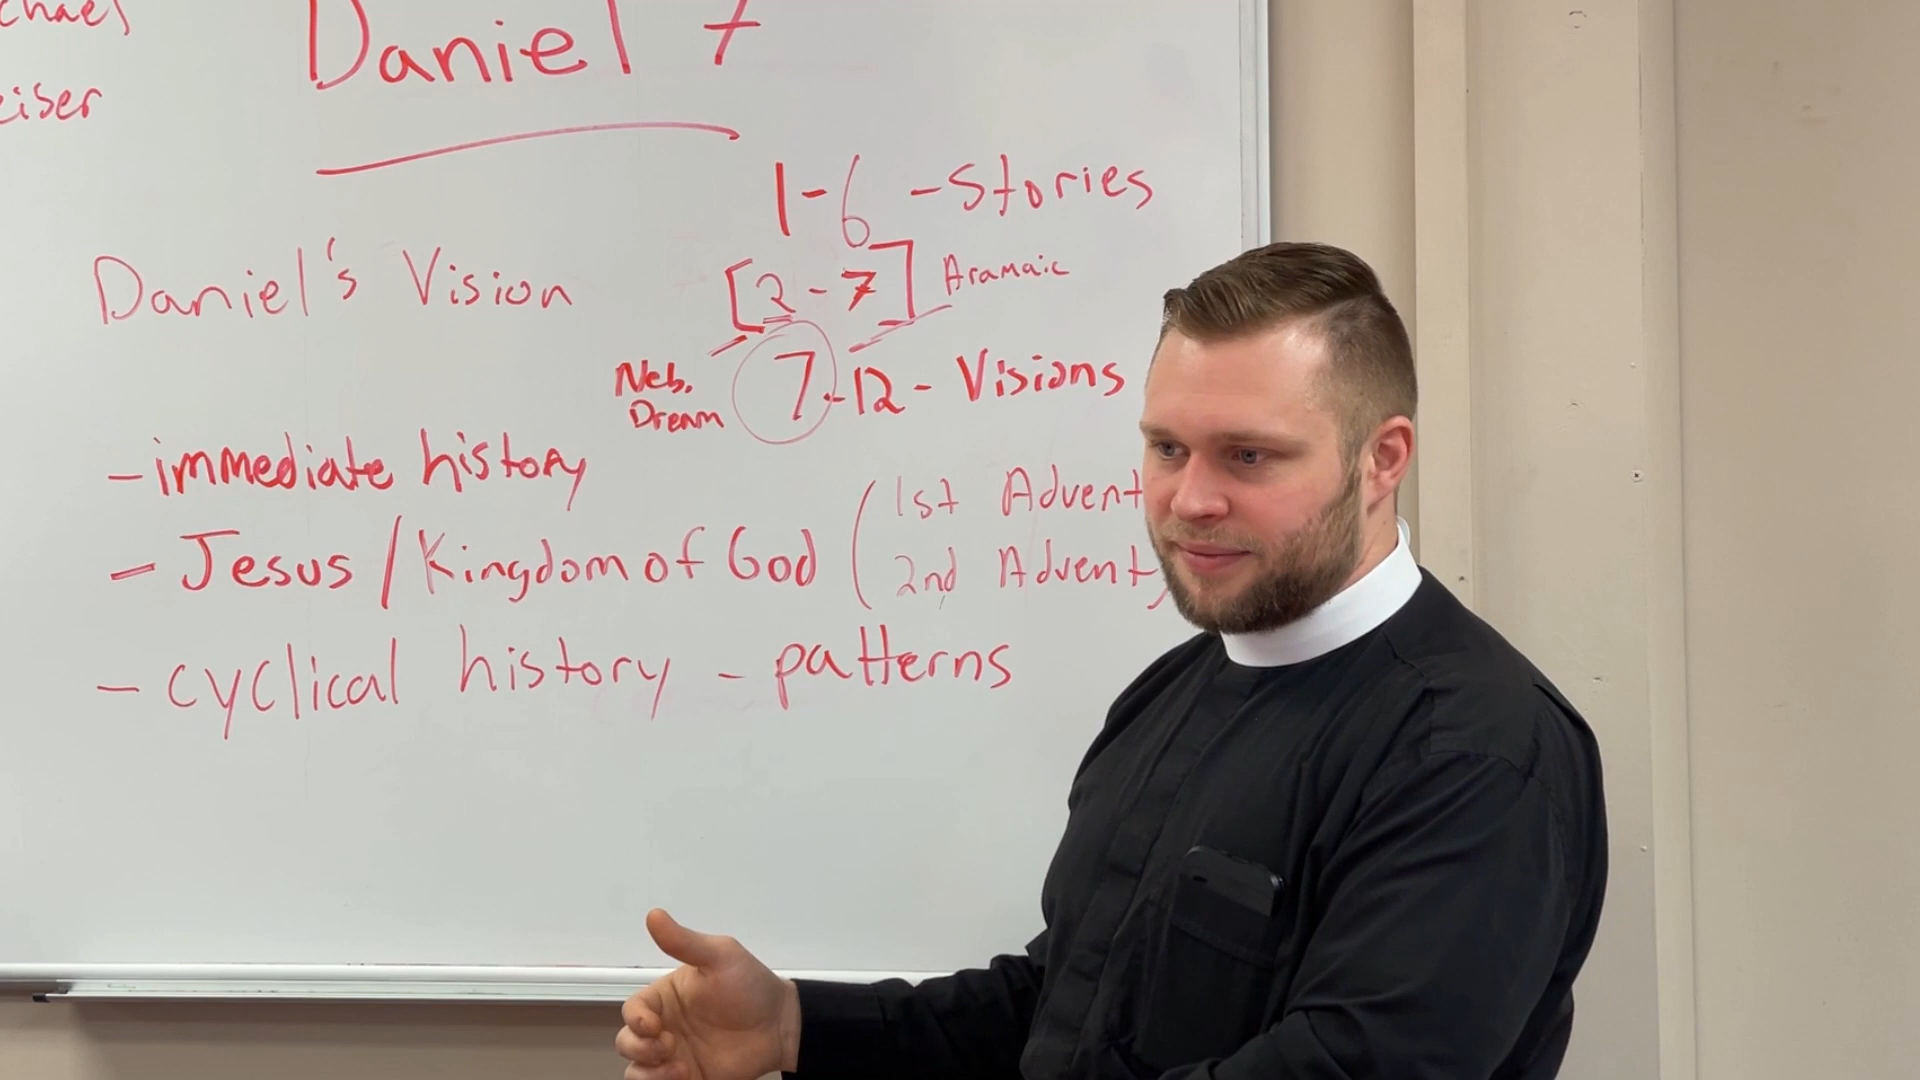 Daniel 7
1-6 - Stories
[2-7] Aramaic
Daniel's Vision
Neb.
Dream
7-12 - Visions
- immediate history
- Jesus / Kingdom of God (1st Advent
2nd Advent)
- cyclical history - patterns